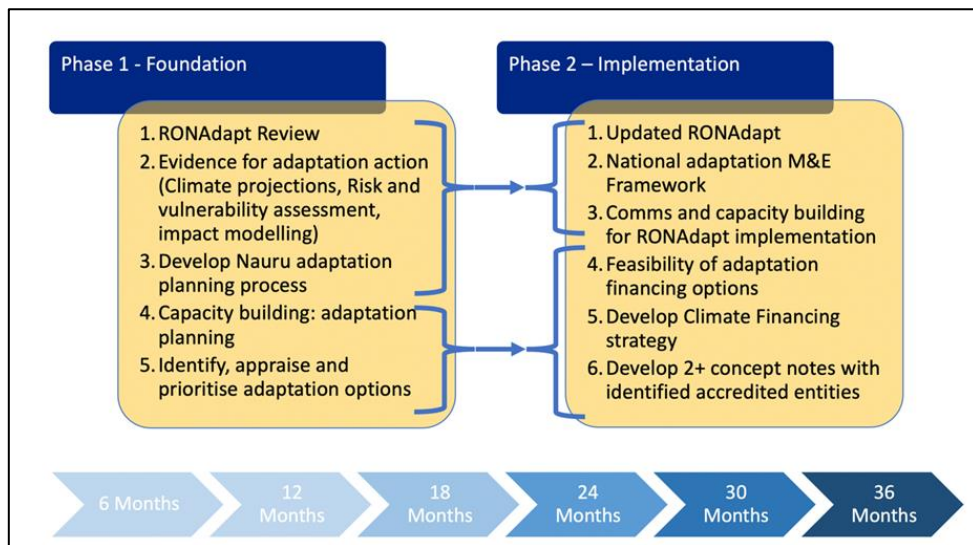 Phase 1 - Foundation
1. RONAdapt Review
2. Evidence for adaptation action
(Climate projections, Risk and
vulnerability assessment,
impact modelling)
3. Develop Nauru adaptation
planning process
4. Capacity building: adaptation
planning
5. Identify, appraise and
prioritise adaptation options
Phase 2 – Implementation
1. Updated RONAdapt
2. National adaptation M&E
Framework
3. Comms and capacity building
for RONAdapt implementation
4. Feasibility of adaptation
financing options
5. Develop Climate Financing
strategy
6. Develop 2+ concept notes with
identified accredited entities
6 Months
12
Months
18
Months
24
Months
30
Months
36
Months